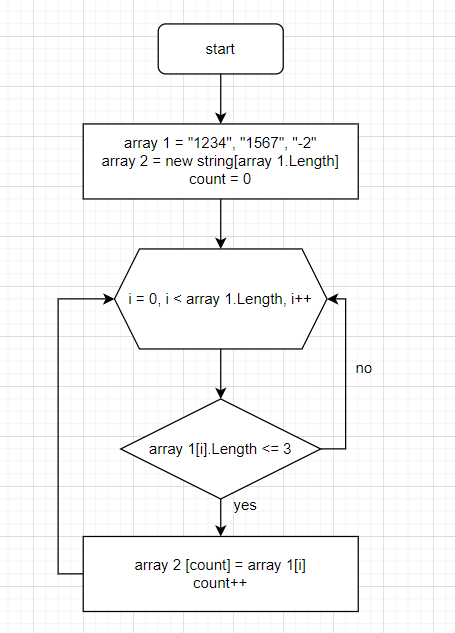 start
array 1 = "1234", "1567", "-2"
array 2 = new string[array 1.Length]
count = 0
i = 0, i < array 1.Length, i++
no
array 1[i].Length <= 3
yes
array 2 [count] = array 1[i]
count++